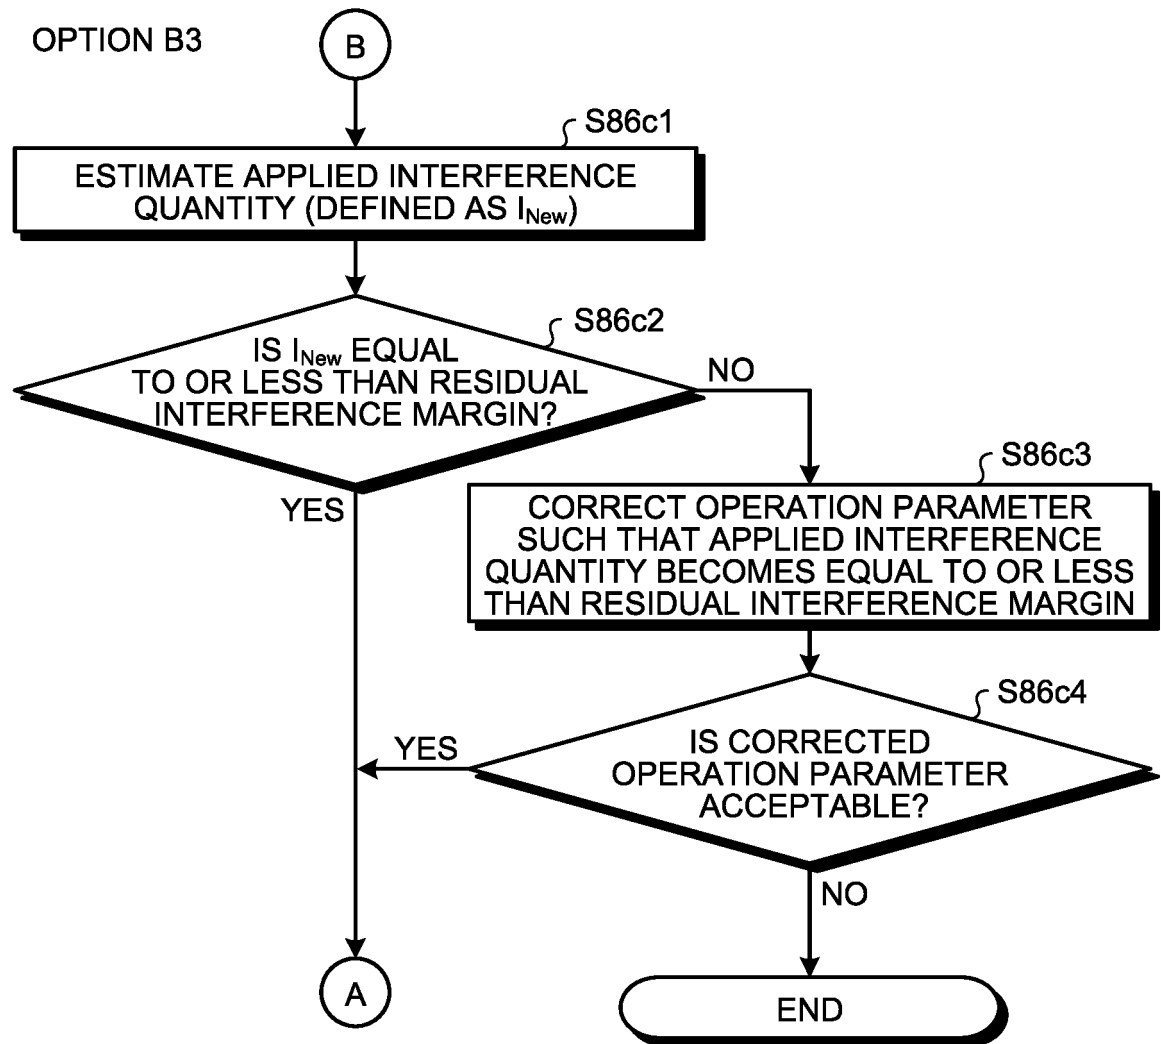 OPTION B3
B
S86c1
ESTIMATE APPLIED INTERFERENCE
QUANTITY (DEFINED AS INew)
S86c2
IS INew EQUAL
TO OR LESS THAN RESIDUAL
INTERFERENCE MARGIN?
NO
YES
S86c3
CORRECT OPERATION PARAMETER
SUCH THAT APPLIED INTERFERENCE
QUANTITY BECOMES EQUAL TO OR LESS
THAN RESIDUAL INTERFERENCE MARGIN
S86c4
YES
IS CORRECTED
OPERATION PARAMETER
ACCEPTABLE?
NO
A
END